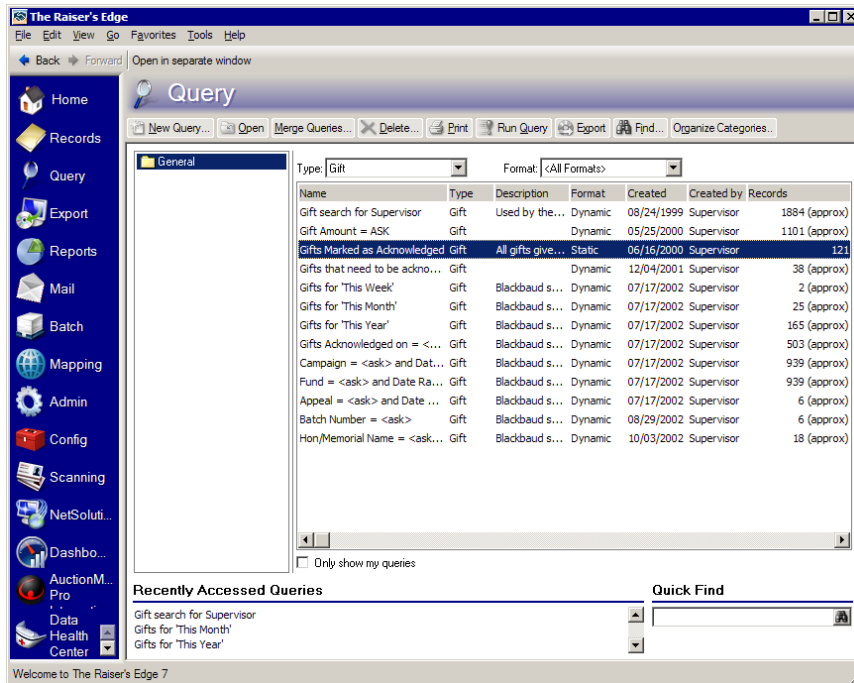 The Raiser's Edge
File Edit View Go Favorites Tools Help
Back Forward Open in separate window
Home
Records
Query
Export
Reports
Mail
Batch
Mapping
Admin
Config
Scanning
NetSoluti...
Dashbo...
AuctionM...
Pro
Data
Health
Center
Query
New Query... Open Merge Queries... Delete... Print Run Query Export Find... Organize Categories..
General
Type: Gift Format: <All Formats>
Name Type Description Format Created Created by Records
Gift search for Supervisor Gift Used by the... Dynamic 08/24/1999 Supervisor 1884 (approx)
Gift Amount = ASK Gift Dynamic 05/25/2000 Supervisor 1101 (approx)
Gifts Marked as Acknowledged Gift All gifts give... Static 06/16/2000 Supervisor 121
Gifts that need to be ackno... Gift Dynamic 12/04/2001 Supervisor 38 (approx)
Gifts for 'This Week' Gift Blackbaud s... Dynamic 07/17/2002 Supervisor 2 (approx)
Gifts for 'This Month' Gift Blackbaud s... Dynamic 07/17/2002 Supervisor 25 (approx)
Gifts for 'This Year' Gift Blackbaud s... Dynamic 07/17/2002 Supervisor 165 (approx)
Gifts Acknowledged on = <... Gift Blackbaud s... Dynamic 07/17/2002 Supervisor 503 (approx)
Campaign = <ask> and Dat... Gift Blackbaud s... Dynamic 07/17/2002 Supervisor 939 (approx)
Fund = <ask> and Date Ra... Gift Blackbaud s... Dynamic 07/17/2002 Supervisor 939 (approx)
Appeal = <ask> and Date ... Gift Blackbaud s... Dynamic 07/17/2002 Supervisor 6 (approx)
Batch Number = <ask> Gift Blackbaud s... Dynamic 08/29/2002 Supervisor 6 (approx)
Hon/Memorial Name = <ask... Gift Blackbaud s... Dynamic 10/03/2002 Supervisor 18 (approx)
Only show my queries
Recently Accessed Queries
Gift search for Supervisor
Gifts for 'This Month'
Gifts for 'This Year'
Quick Find
Welcome to The Raiser's Edge 7